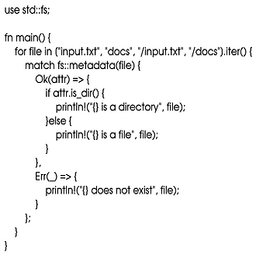 use std::fs;

fn main() {
    for file in ("input.txt", "docs", "/input.txt", "/docs").iter() {
        match fs::metadata(file) {
            Ok(attr) => {
                if attr.is_dir() {
                    println!("{} is a directory", file);
                }else {
                    println!("{} is a file", file);
                }
            },
            Err(_) => {
                println!("{} does not exist", file);
            }
        };
    }
}